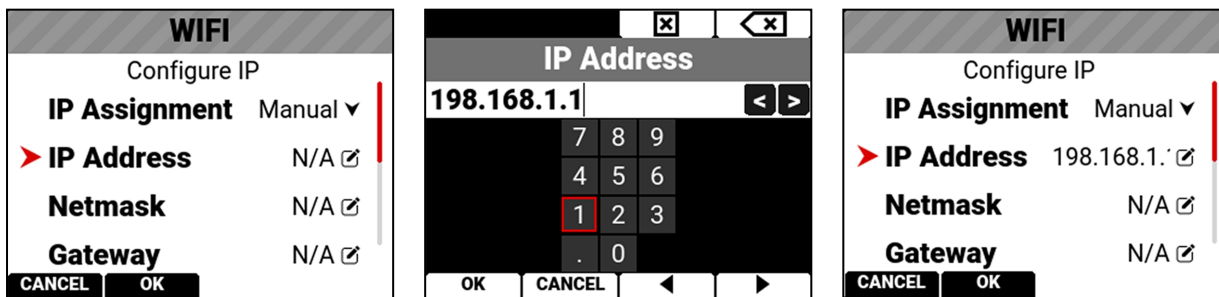 WIFI
Configure IP
IP Assignment Manual
IP Address N/A
Netmask N/A
Gateway N/A
CANCEL OK
IP Address
198.168.1.1
< >
7 8 9
4 5 6
1 2 3
. 0
OK CANCEL
WIFI
Configure IP
IP Assignment Manual
IP Address 198.168.1.
Netmask N/A
Gateway N/A
CANCEL OK